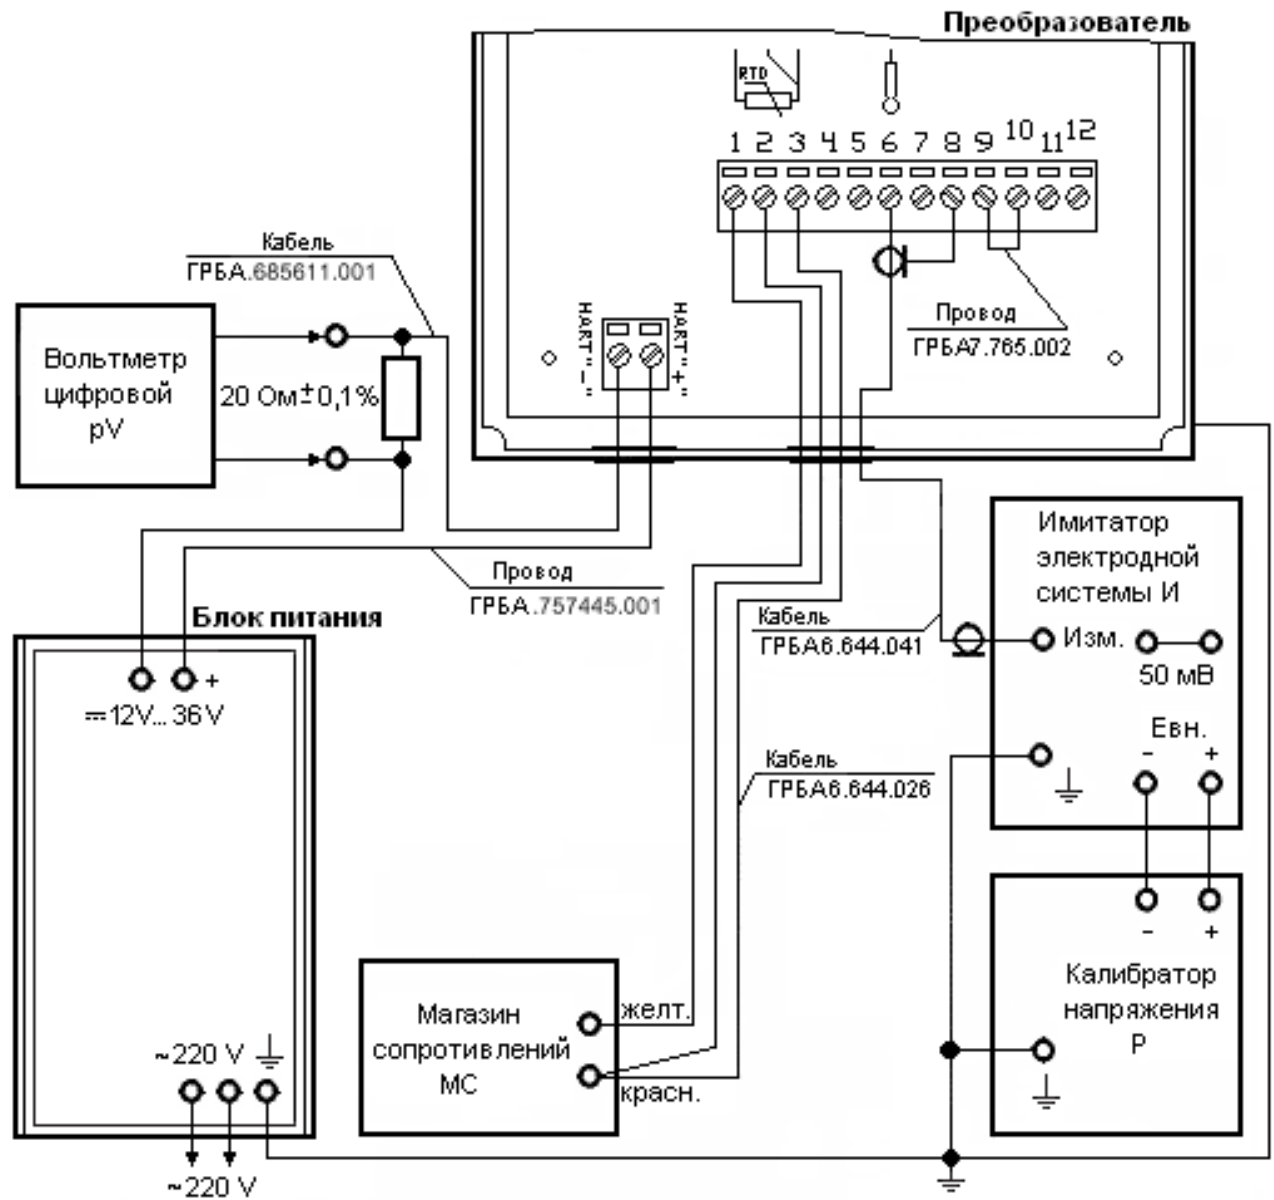 Преобразователь
RTD
1 2 3 4 5 6 7 8 9 10 11 12
Кабель
ГРБА.685611.001
HART "-"
HART "+"
Провод
ГРБА7.765.002
Вольтметр
цифровой
pV
20 Ом±0,1%
Провод
ГРБА.757445.001
Блок питания
+
12V... 36V
Кабель
ГРБА6.644.041
Имитатор
электродной
системы И
Изм.
50 мВ
Евн.
- +
Кабель
ГРБА6.644.026
- +
Калибратор
напряжения
Р
Магазин
сопротивлений
МС
желт.
красн.
~220 V
~220 V